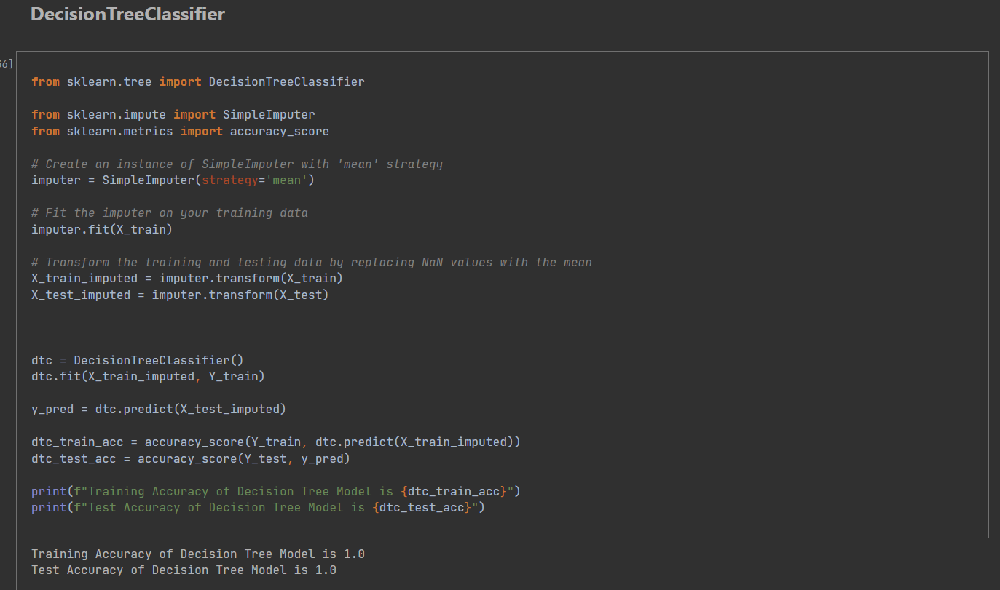 DecisionTreeClassifier
6]
from sklearn.tree import DecisionTreeClassifier
from sklearn.impute import SimpleImputer
from sklearn.metrics import accuracy_score
# Create an instance of SimpleImputer with 'mean' strategy
imputer = SimpleImputer(strategy='mean')
# Fit the imputer on your training data
imputer.fit(X_train)
# Transform the training and testing data by replacing NaN values with the mean
X_train_imputed = imputer.transform(X_train)
X_test_imputed = imputer.transform(X_test)
dtc = DecisionTreeClassifier()
dtc.fit(X_train_imputed, Y_train)
y_pred = dtc.predict(X_test_imputed)
dtc_train_acc = accuracy_score(Y_train, dtc.predict(X_train_imputed))
dtc_test_acc = accuracy_score(Y_test, y_pred)
print(f"Training Accuracy of Decision Tree Model is {dtc_train_acc}")
print(f"Test Accuracy of Decision Tree Model is {dtc_test_acc}")
Training Accuracy of Decision Tree Model is 1.0
Test Accuracy of Decision Tree Model is 1.0